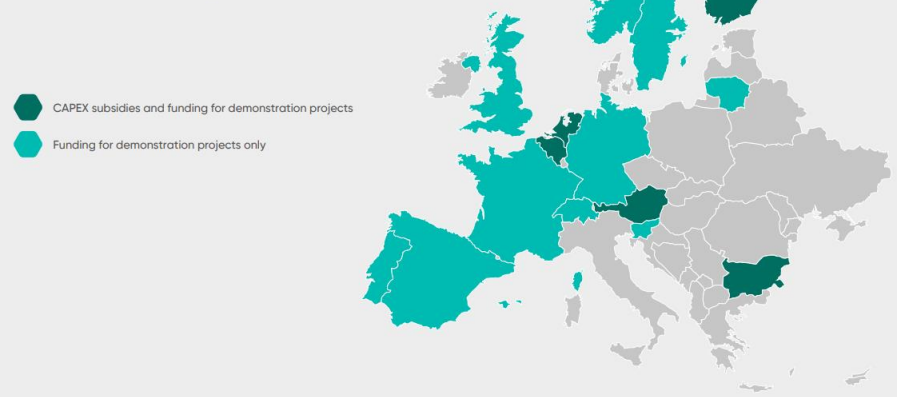 CAPEX subsidies and funding for demonstration projects
Funding for demonstration projects only